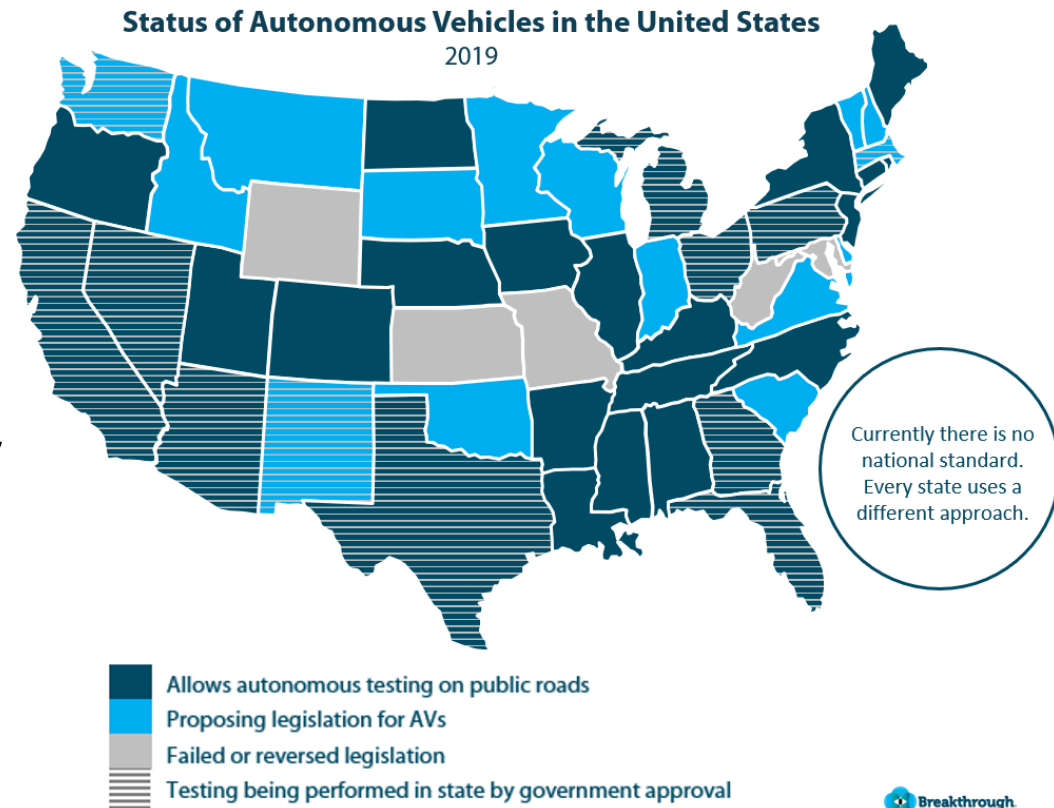 Status of Autonomous Vehicles in the United States
2019
Currently there is no
national standard.
Every state uses a
different approach.
Allows autonomous testing on public roads
Proposing legislation for AVs
Failed or reversed legislation
Testing being performed in state by government approval
Breakthrough